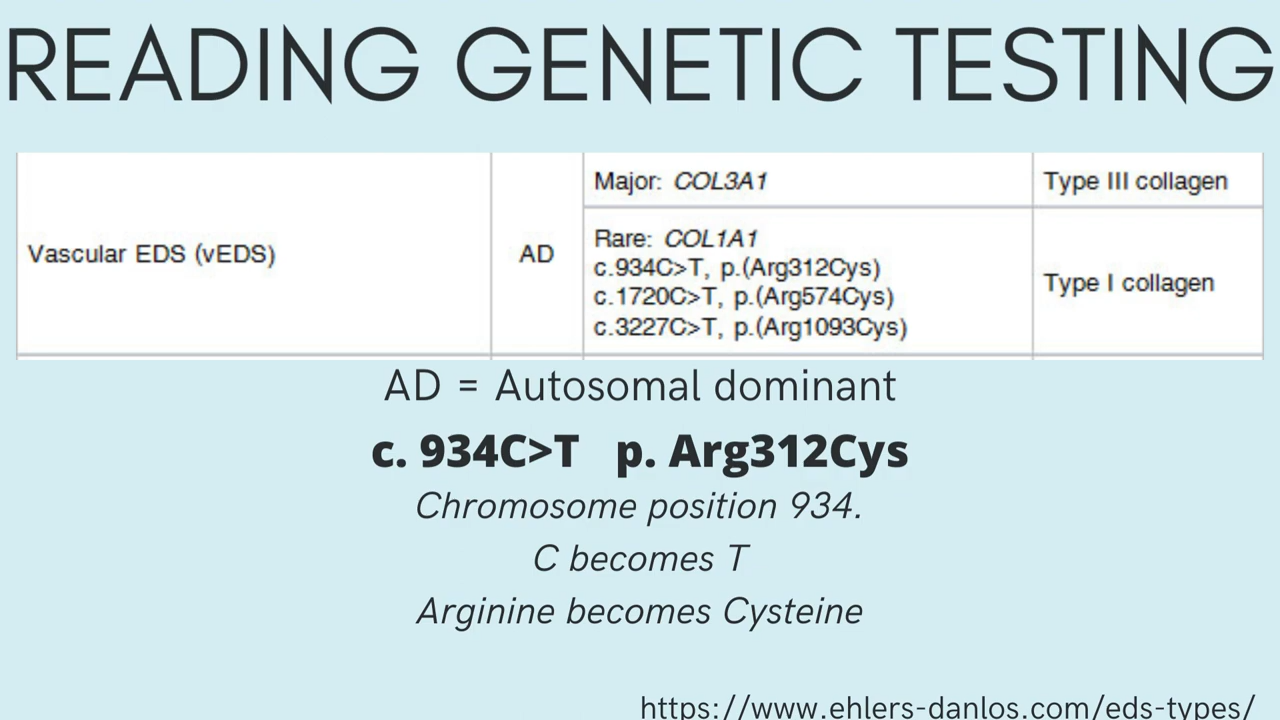 READING GENETIC TESTING
Major: COL3A1
Type III collagen
Vascular EDS (vEDS)
AD
Rare: COL1A1
c.934C>T, p.(Arg312Cys)
c.1720C>T, p.(Arg574Cys)
c.3227C>T, p.(Arg1093Cys)
Type I collagen
AD = Autosomal dominant
c. 934C>T p. Arg312Cys
Chromosome position 934.
C becomes T
Arginine becomes Cysteine
https://www.ehlers-danlos.com/eds-types/